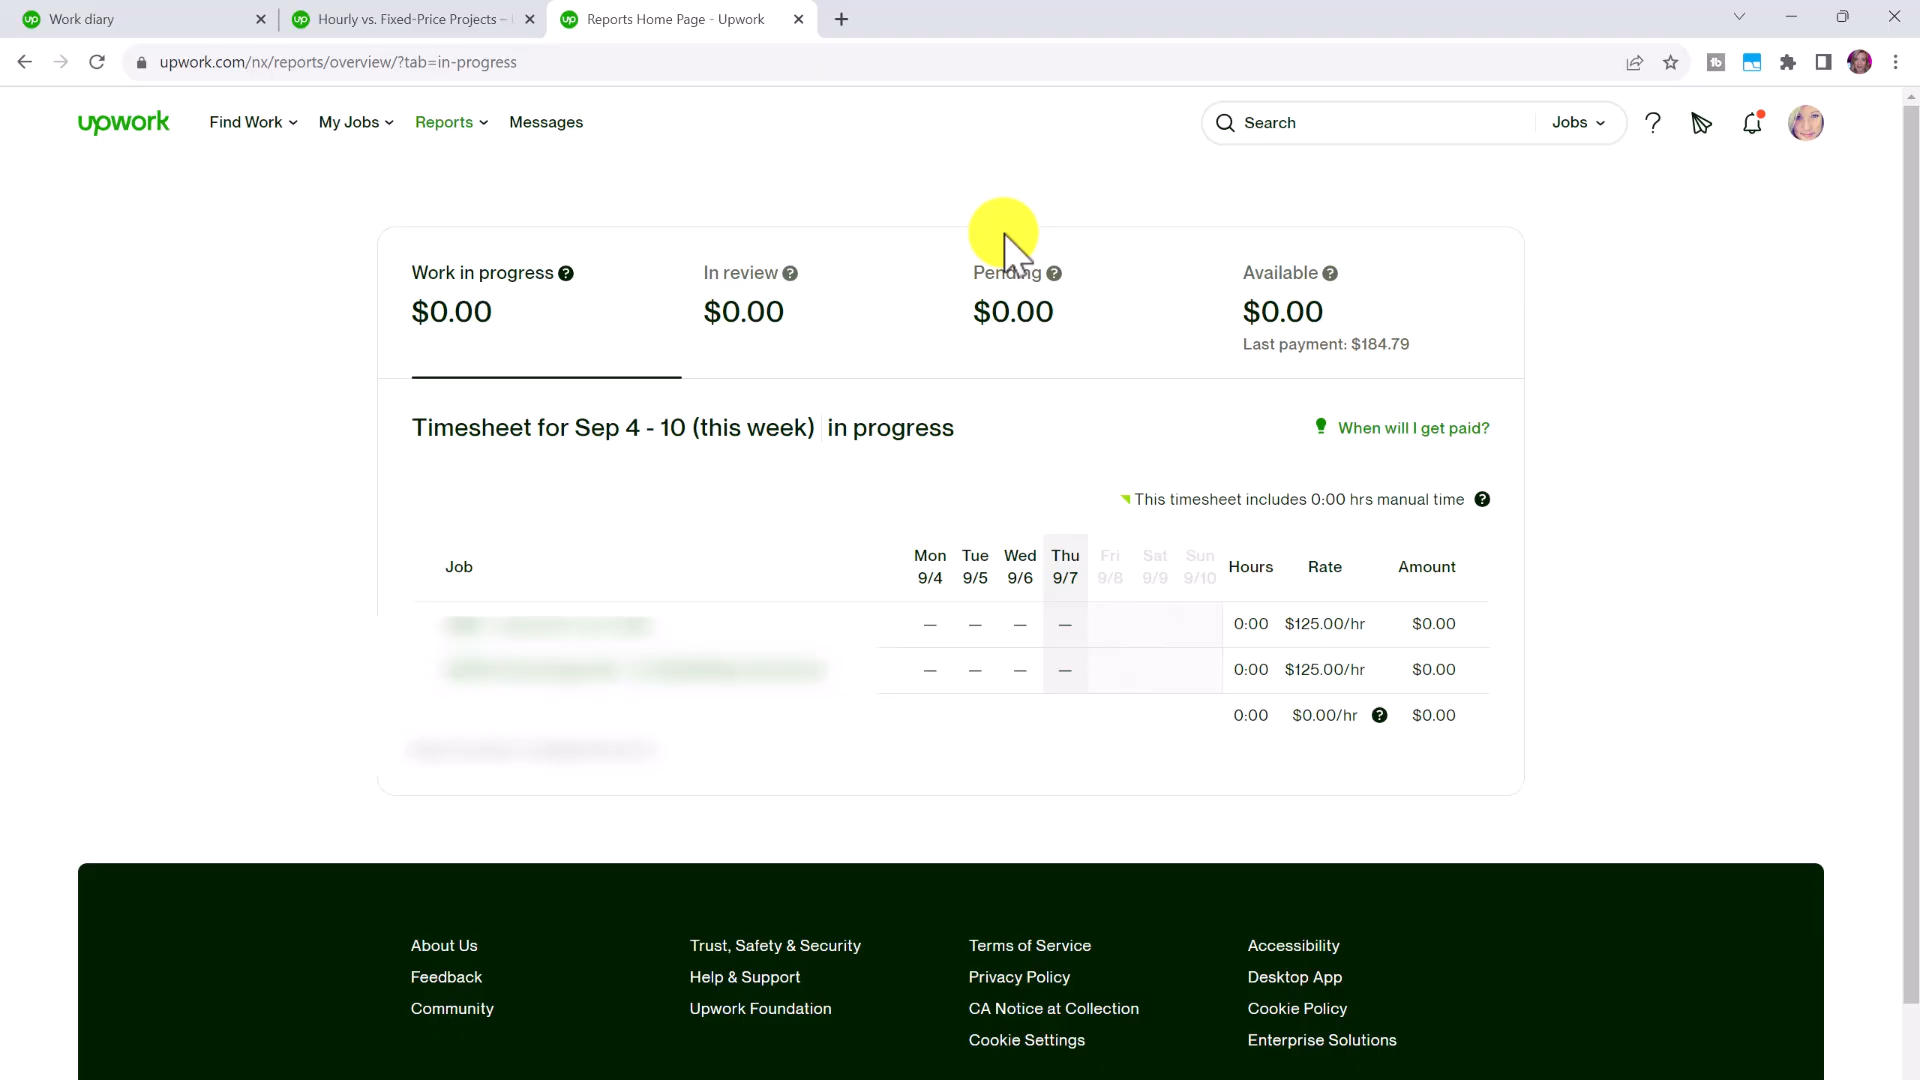 Work diary
Hourly vs. Fixed-Price Projects –
Reports Home Page - Upwork
upwork.com/nx/reports/overview/?tab=in-progress
upwork
Find Work
My Jobs
Reports
Messages
Search
Jobs
Work in progress
In review
Pending
Available
$0.00
$0.00
$0.00
$0.00
Last payment: $184.79
Timesheet for Sep 4 - 10 (this week) in progress
When will I get paid?
This timesheet includes 0:00 hrs manual time
Job
Mon 9/4
Tue 9/5
Wed 9/6
Thu 9/7
Fri 9/8
Sat 9/9
Sun 9/10
Hours
Rate
Amount
— — — — 0:00 $125.00/hr $0.00
— — — — 0:00 $125.00/hr $0.00
0:00 $0.00/hr $0.00
About Us
Feedback
Community
Trust, Safety & Security
Help & Support
Upwork Foundation
Terms of Service
Privacy Policy
CA Notice at Collection
Cookie Settings
Accessibility
Desktop App
Cookie Policy
Enterprise Solutions